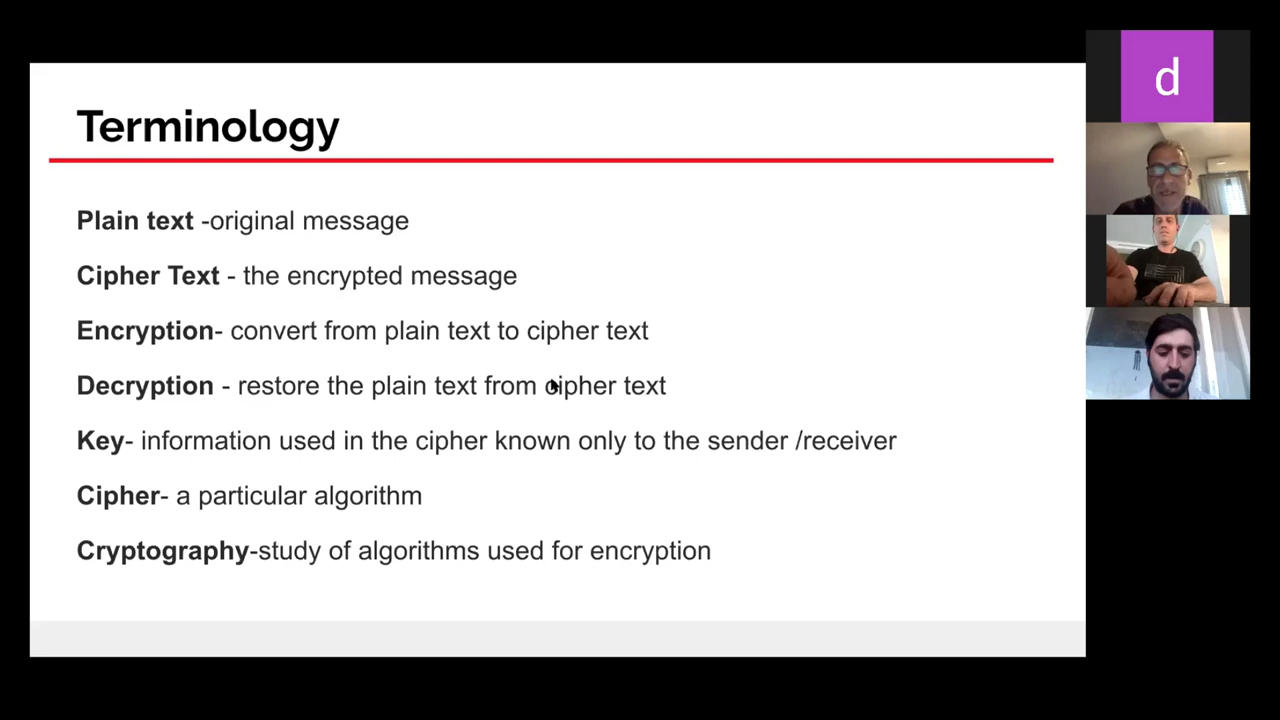 Terminology
Plain text -original message
Cipher Text - the encrypted message
Encryption- convert from plain text to cipher text
Decryption - restore the plain text from cipher text
Key- information used in the cipher known only to the sender /receiver
Cipher- a particular algorithm
Cryptography-study of algorithms used for encryption
d